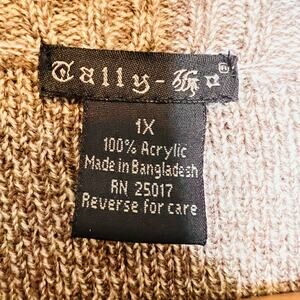 Tally-Ho®
1X
100% Acrylic
Made in Bangladesh
RN 25017
Reverse for care